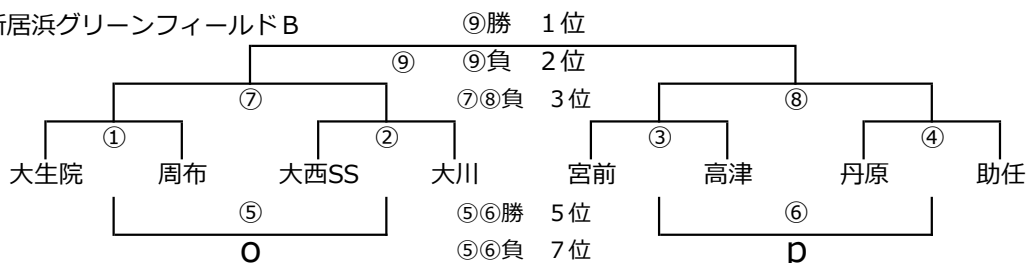 居浜グリーンフィールドB ⑨勝 1位
⑨ ⑨負 2位
⑦ ⑦⑧負 3位 ⑧
① ② ③ ④
大生院 周布 大西SS 大川 宮前 高津 丹原 助任
⑤ ⑤⑥勝 5位 ⑥
o ⑤⑥負 7位 p